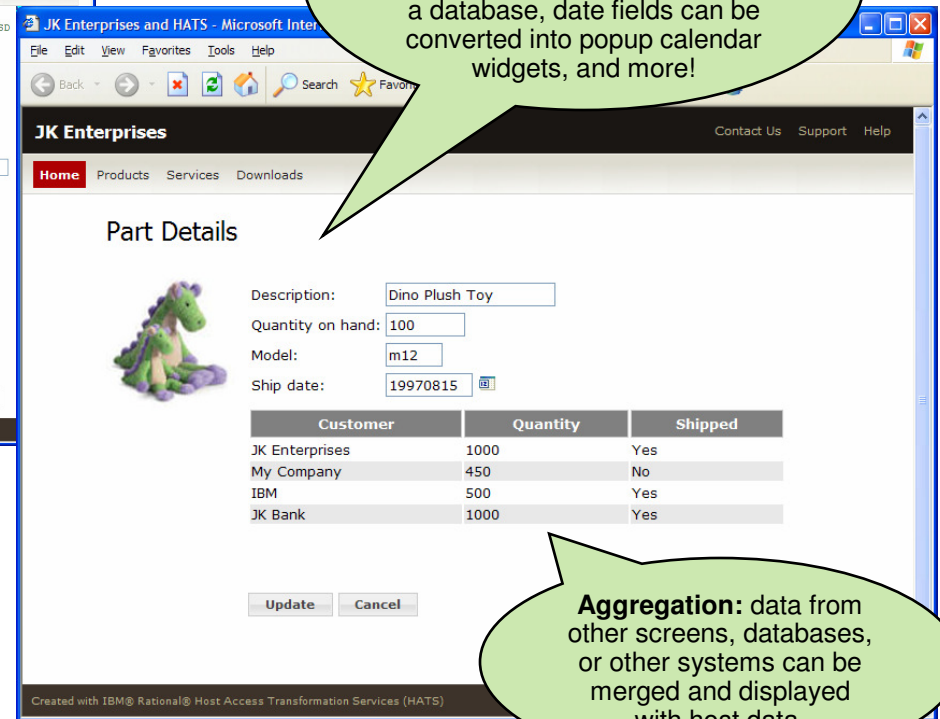 a database, date fields can be
converted into popup calendar
widgets, and more!
JK Enterprises and HATS - Microsoft Inter
File Edit View Favorites Tools Help
Back Search Favori
JK Enterprises
Contact Us Support Help
Home Products Services Downloads
Part Details
Description: Dino Plush Toy
Quantity on hand: 100
Model: m12
Ship date: 19970815
Customer Quantity Shipped
JK Enterprises 1000 Yes
My Company 450 No
IBM 500 Yes
JK Bank 1000 Yes
Update Cancel
Aggregation: data from
other screens, databases,
or other systems can be
merged and displayed
with host data
Created with IBM® Rational® Host Access Transformation Services (HATS)